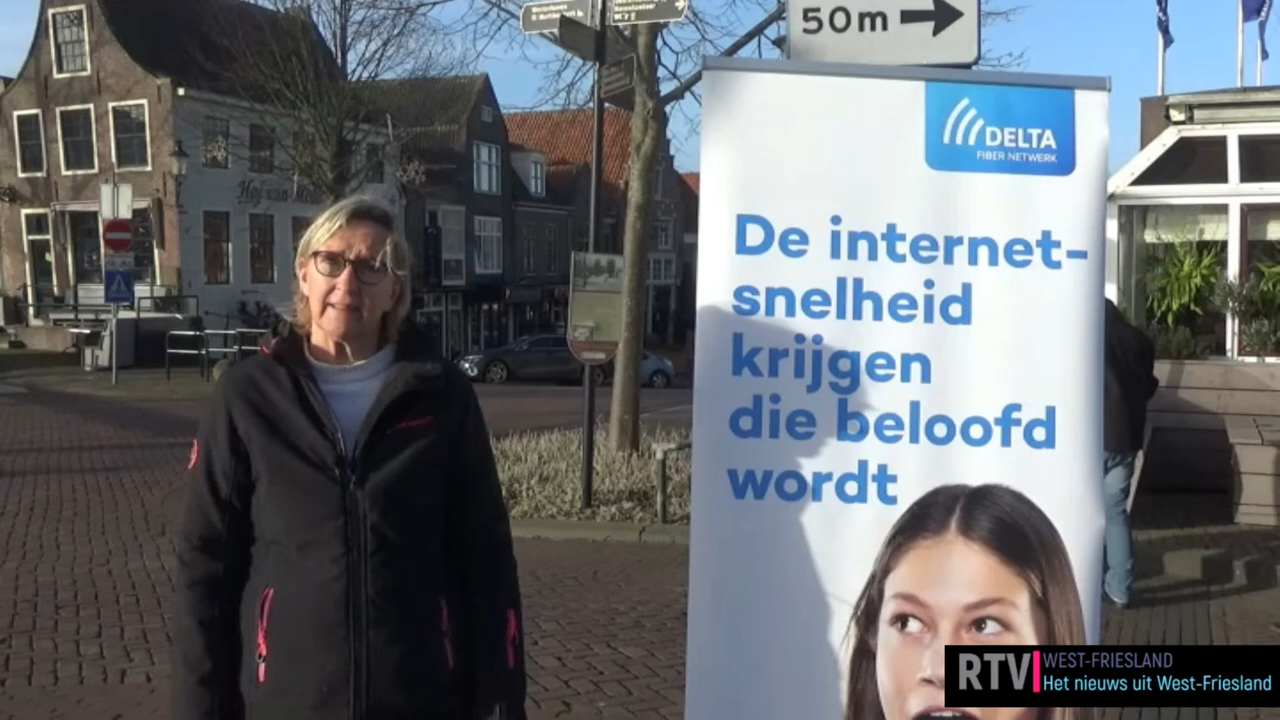 50m
DELTA
FIBER NETWERK
De internet-
snelheid
krijgen
die beloofd
wordt
RTV
WEST-FRIESLAND
Het nieuws uit West-Friesland